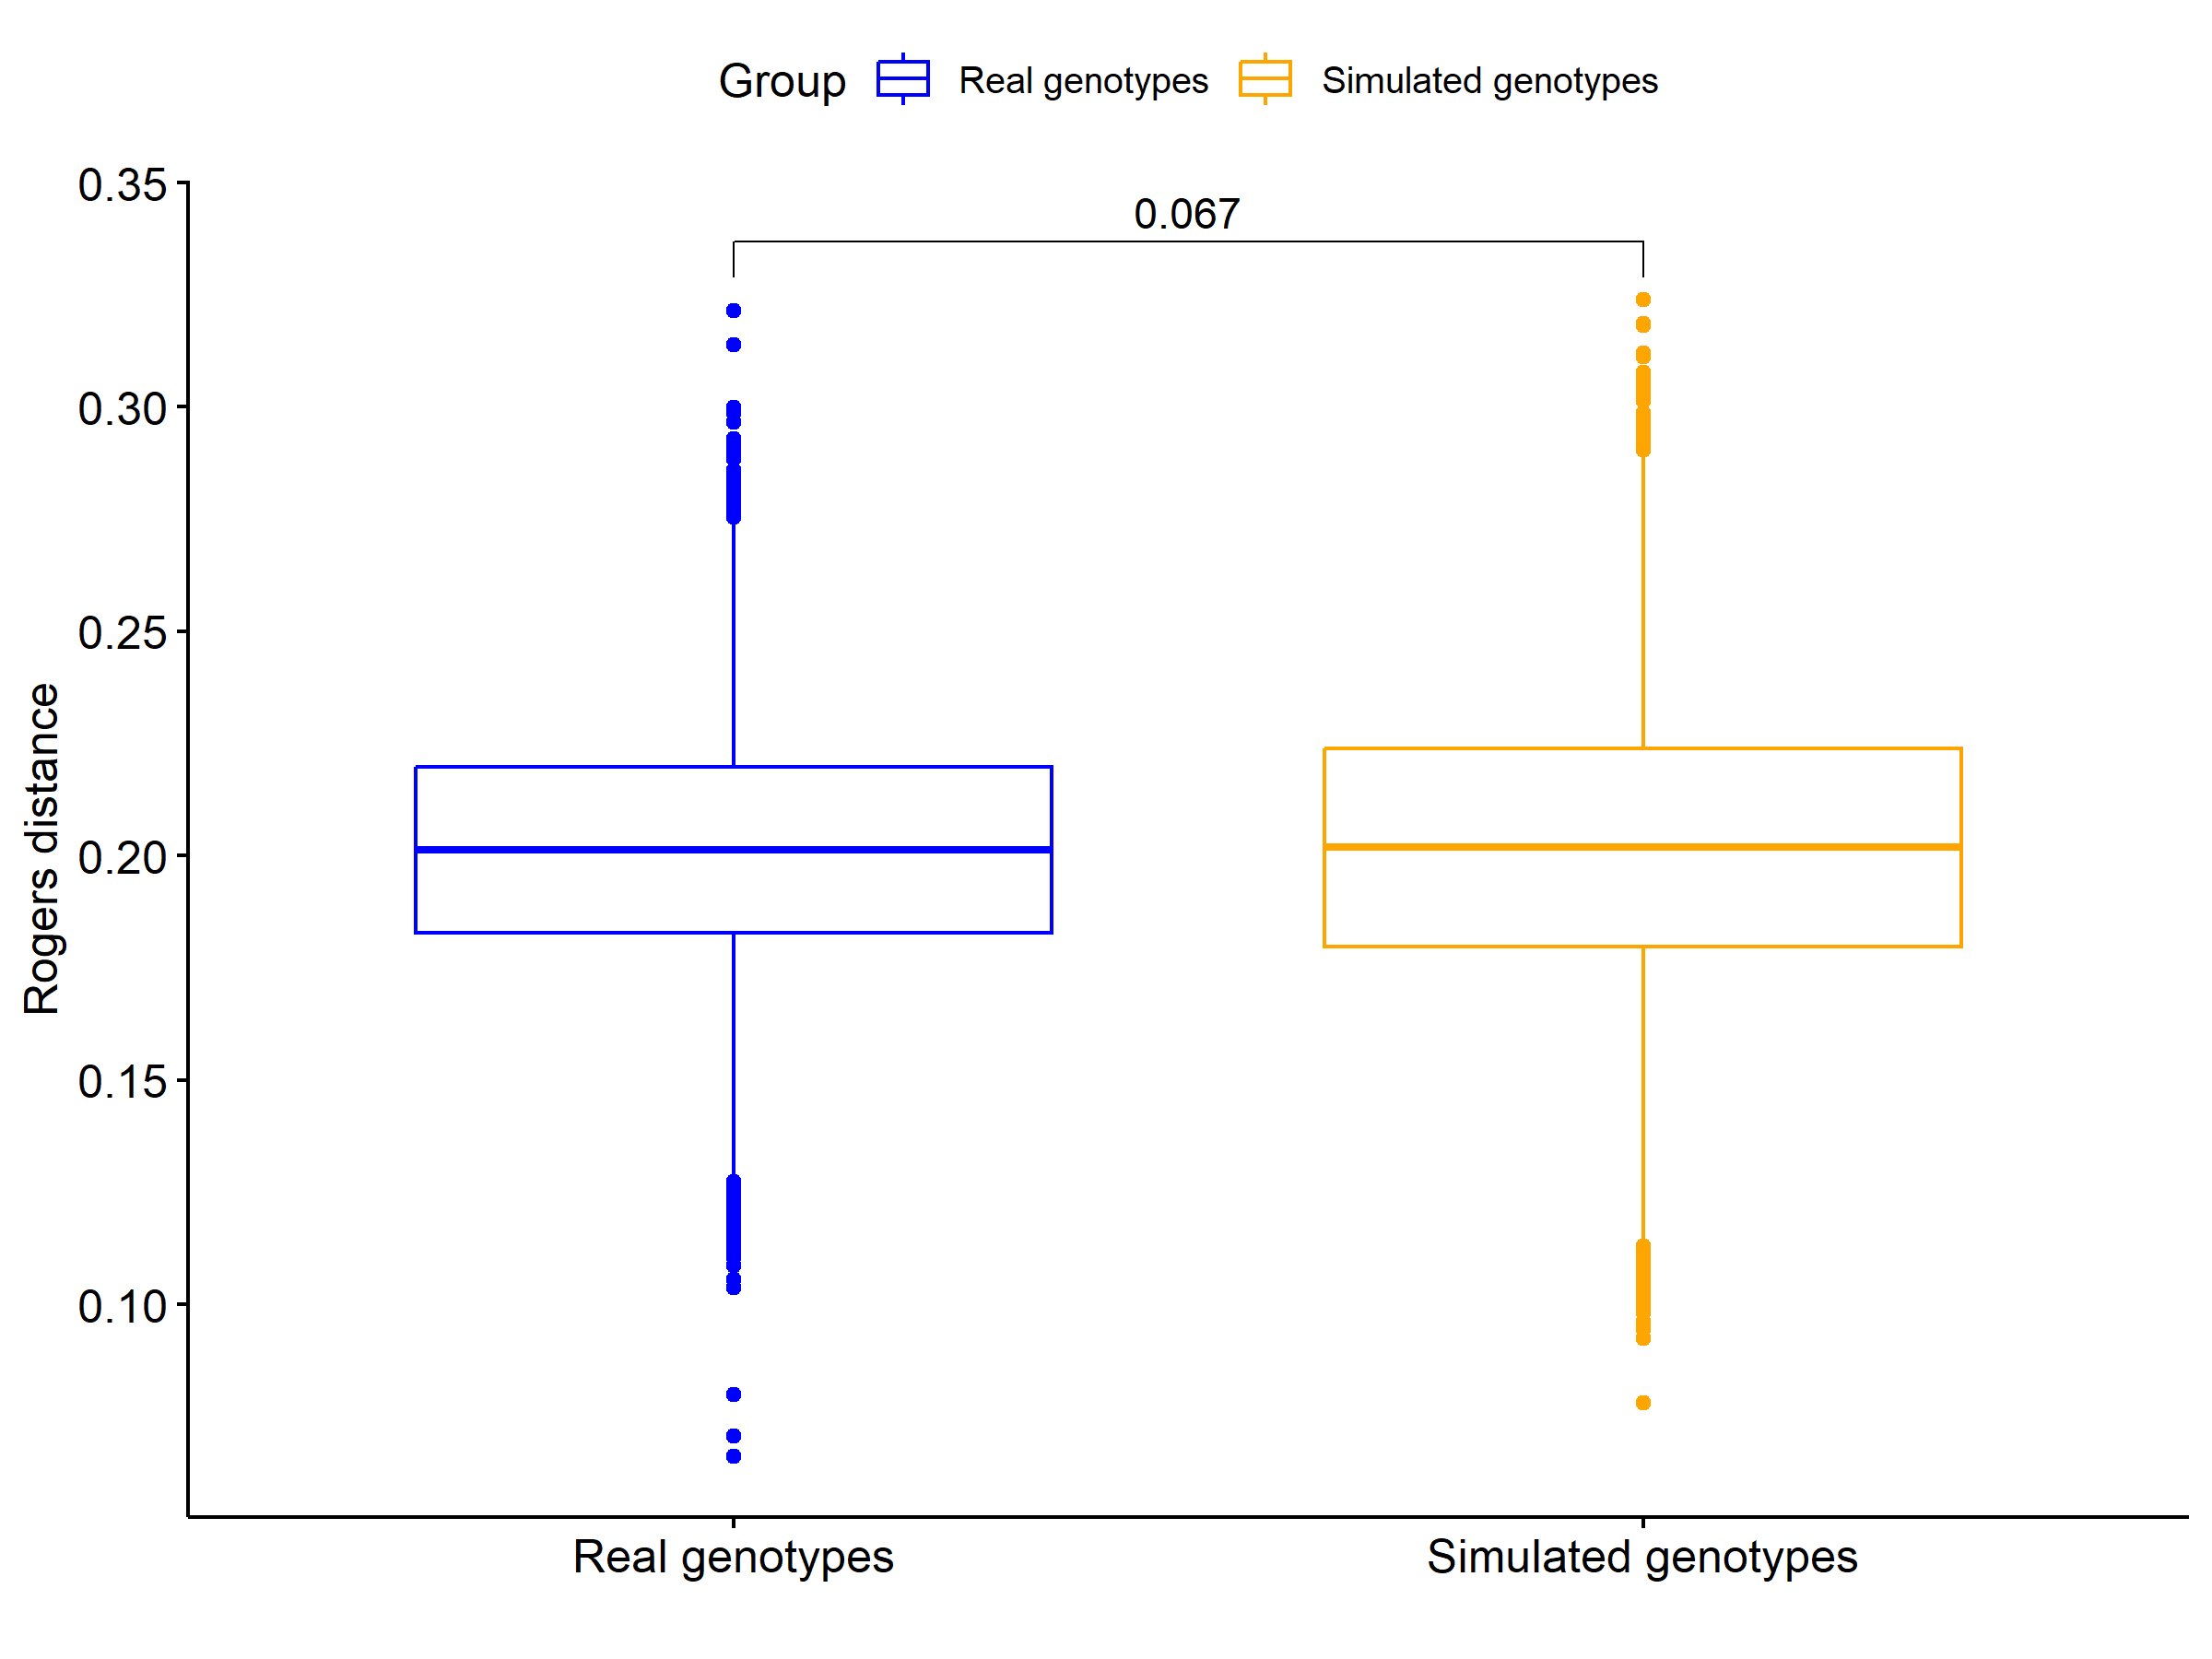 Group Real genotypes Simulated genotypes
0.35
0.067
0.30
0.25
0.20
0.15
0.10
Rogers distance
Real genotypes Simulated genotypes